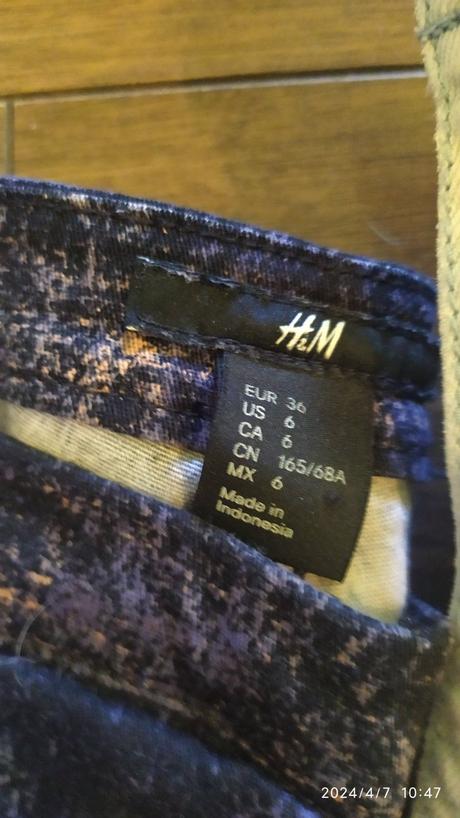 H&M
EUR 36
US 6
CA 6
CN 165/68A
MX 6
Made in
Indonesia
2024/4/7 10:47